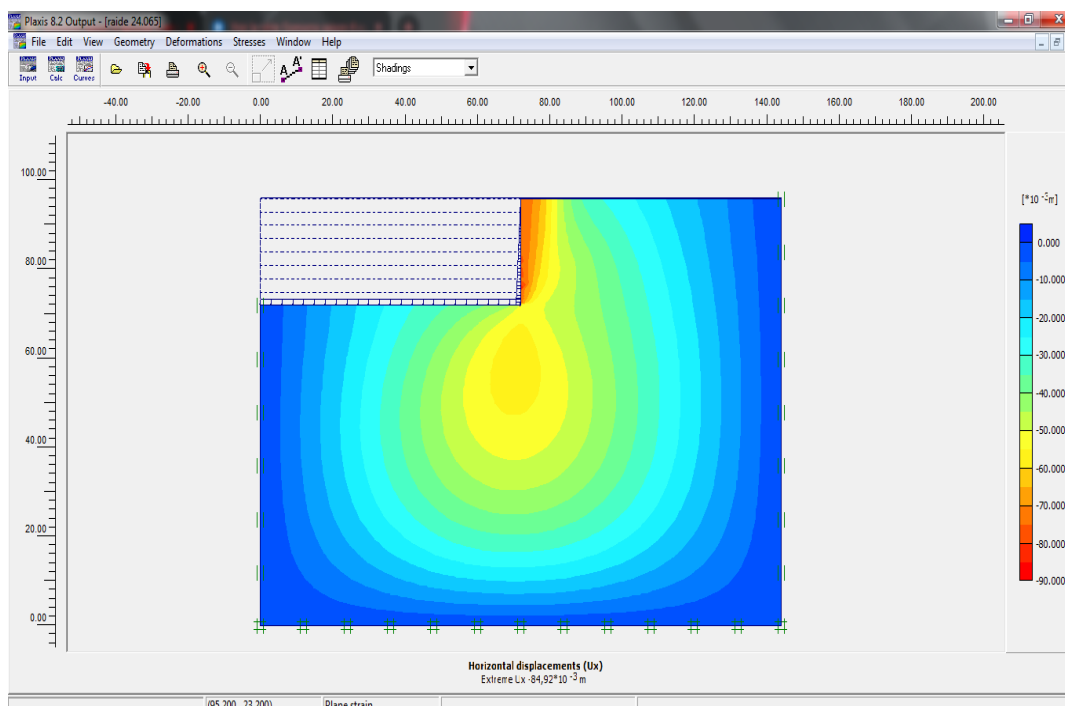 Plaxis 8.2 Output - [raide 24.065]
File Edit View Geometry Deformations Stresses Window Help
Input Calc Curves A A' Shadings
-40.00 -20.00 0.00 20.00 40.00 60.00 80.00 100.00 120.00 140.00 160.00 180.00 200.00
100.00
80.00
60.00
40.00
20.00
0.00
[*10 -3m]
0.000
-10.000
-20.000
-30.000
-40.000
-50.000
-60.000
-70.000
-80.000
-90.000
Horizontal displacements (Ux)
Extreme Ux -84,92*10 -3 m
(95.200 23.200) Plane strain